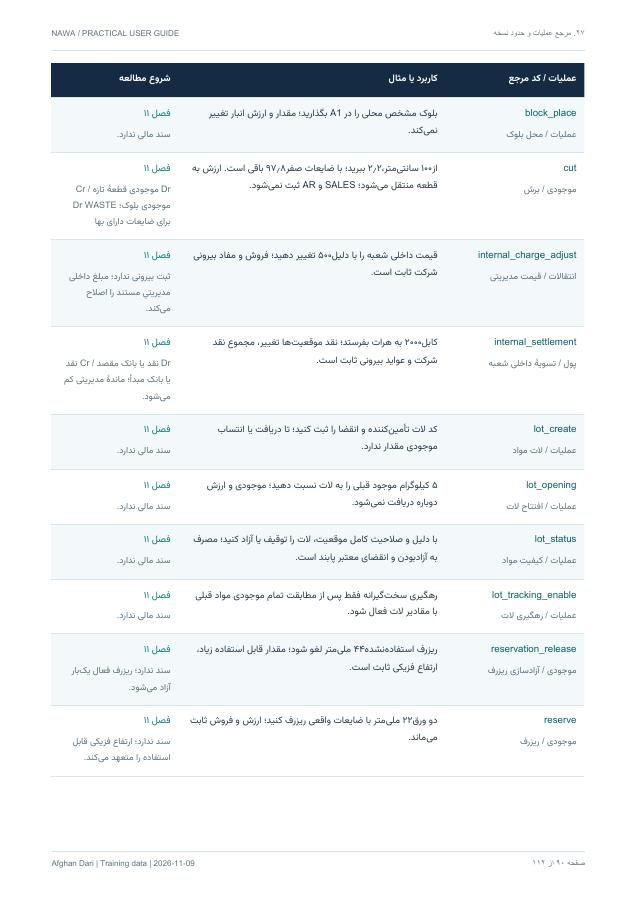 ۲۷. مرجع عملیات و حدود نسخه
NAWA / PRACTICAL USER GUIDE
عملیات / کد مرجع
کاربرد یا مثال
شروع مطالعه
block_place
عملیات / محل بلوک
بلوک مشخص محلی را در A1 بگذارید؛ مقدار و ارزش انبار تغییر
نمی‌کند.
فصل ۱۱
سند مالی ندارد.
cut
موجودی / برش
از۱۰۰ سانتی‌متر،۲٫۲ ببرید؛ با ضایعات صفر۹۷٫۸ باقی است. ارزش به
قطعه منتقل می‌شود؛ SALES و AR ثبت نمی‌شود.
فصل ۱۱
Dr موجودی قطعهٔ تازه / Cr
موجودی بلوک؛ Dr WASTE
برای ضایعات دارای بها
internal_charge_adjust
انتقالات / قیمت مدیریتی
قیمت داخلی شعبه را با دلیل۵۰۰ تغییر دهید؛ فروش و مفاد بیرونی
شرکت ثابت است.
فصل ۱۱
ثبت بیرونی ندارد؛ مبلغ داخلی
مدیریتیِ مستند را اصلاح
می‌کند.
internal_settlement
پول / تسویهٔ داخلی شعبه
کابل۲۰۰۰ به هرات بفرستد؛ نقد موقعیت‌ها تغییر، مجموع نقد
شرکت و عواید بیرونی ثابت است.
فصل ۱۱
Dr نقد یا بانک مقصد / Cr نقد
یا بانک مبدأ؛ ماندهٔ مدیریتی کم
می‌شود.
lot_create
عملیات / لات مواد
کد لات تأمین‌کننده و انقضا را ثبت کنید؛ تا دریافت یا انتساب
موجودی مقدار ندارد.
فصل ۱۱
سند مالی ندارد.
lot_opening
عملیات / افتتاح لات
۵ کیلوگرام موجود قبلی را به لات نسبت دهید؛ موجودی و ارزش
دوباره دریافت نمی‌شود.
فصل ۱۱
سند مالی ندارد.
lot_status
عملیات / کیفیت مواد
با دلیل و صلاحیت کامل موقعیت، لات را توقیف یا آزاد کنید؛ مصرف
به آزادبودن و انقضای معتبر پابند است.
فصل ۱۱
سند مالی ندارد.
lot_tracking_enable
عملیات / رهگیری لات
رهگیری سخت‌گیرانه فقط پس از مطابقت تمام موجودی مواد قبلی
با مقادیر لات فعال شود.
فصل ۱۱
سند مالی ندارد.
reservation_release
موجودی / آزادسازی ریزرف
ریزرف استفاده‌نشده۴۴ ملی‌متر لغو شود؛ مقدار قابل استفاده زیاد،
ارتفاع فزیکی ثابت است.
فصل ۱۱
سند ندارد؛ ریزرف فعال یک‌بار
آزاد می‌شود.
reserve
موجودی / ریزرف
دو ورق۲۲ ملی‌متر با ضایعات واقعی ریزرف کنید؛ ارزش و فروش ثابت
می‌ماند.
فصل ۱۱
سند ندارد؛ ارتفاع فزیکی قابل
استفاده را متعهد می‌کند.
صفحه ۹۰ از ۱۱۲
Afghan Dari | Training data | 2026-11-09